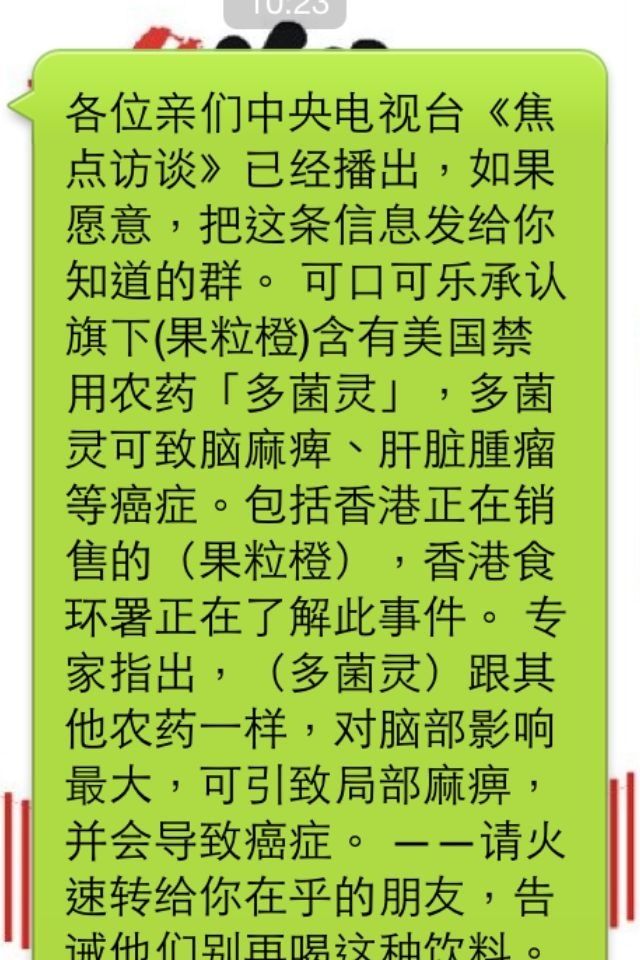 10:23
各位亲们中央电视台《焦
点访谈》已经播出，如果
愿意，把这条信息发给你
知道的群。 可口可乐承认
旗下(果粒橙)含有美国禁
用农药「多菌灵」，多菌
灵可致脑麻痺、肝脏腫瘤
等癌症。包括香港正在销
售的（果粒橙），香港食
环署正在了解此事件。 专
家指出，（多菌灵）跟其
他农药一样，对脑部影响
最大，可引致局部麻痹，
并会导致癌症。 ——请火
速转给你在乎的朋友，告
诫他们别再喝这种饮料。